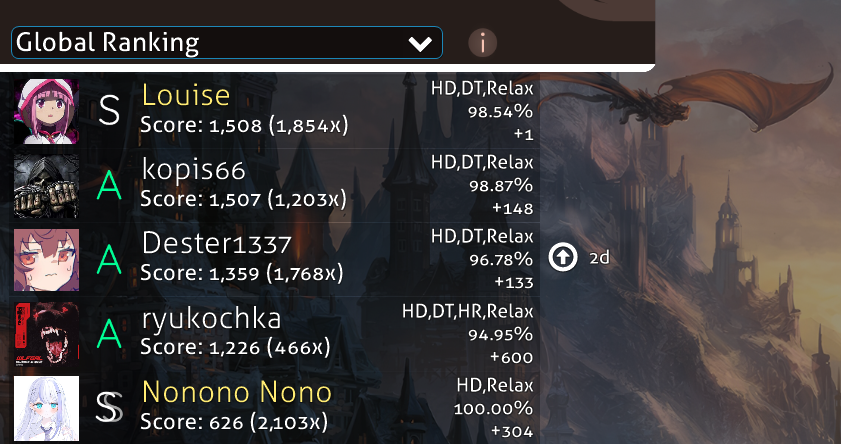 Global Ranking
i
S
Louise
Score: 1,508 (1,854x)
HD,DT,Relax
98.54%
+1
A
kopis66
Score: 1,507 (1,203x)
HD,DT,Relax
98.87%
+148
A
Dester1337
Score: 1,359 (1,768x)
HD,DT,Relax
96.78%
+133
2d
A
ryukochka
Score: 1,226 (466x)
HD,DT,HR,Relax
94.95%
+600
SS
Nonono Nono
Score: 626 (2,103x)
HD,Relax
100.00%
+304